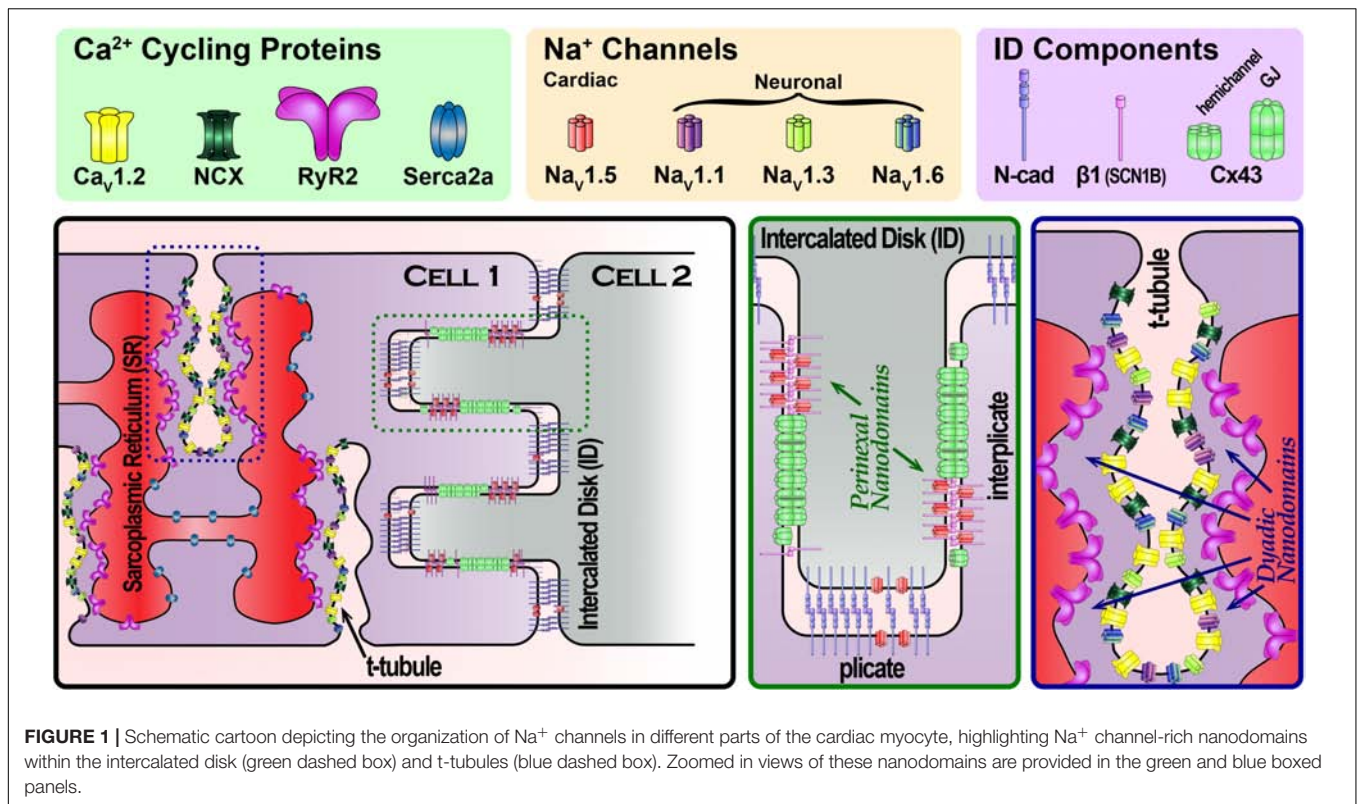 Ca²⁺ Cycling Proteins
Caᵥ1.2
NCX
RyR2
Serca2a
Na⁺ Channels
Cardiac
Neuronal
Naᵥ1.5
Naᵥ1.1
Naᵥ1.3
Naᵥ1.6
ID Components
hemichannel
GJ
N-cad
β1 (SCN1B)
Cx43
CELL 1
CELL 2
Sarcoplasmic Reticulum (SR)
Intercalated Disk (ID)
t-tubule
Intercalated Disk (ID)
Perinexal
Nanodomains
interplicate
plicate
t-tubule
Dyadic
Nanodomains
FIGURE 1 | Schematic cartoon depicting the organization of Na⁺ channels in different parts of the cardiac myocyte, highlighting Na⁺ channel-rich nanodomains
within the intercalated disk (green dashed box) and t-tubules (blue dashed box). Zoomed in views of these nanodomains are provided in the green and blue boxed
panels.